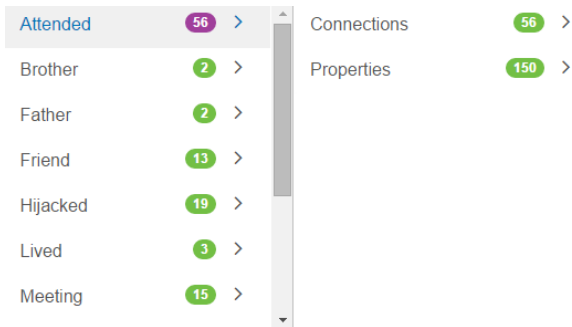 Attended 56
Brother 2
Father 2
Friend 13
Hijacked 19
Lived 3
Meeting 15
Connections 56
Properties 150